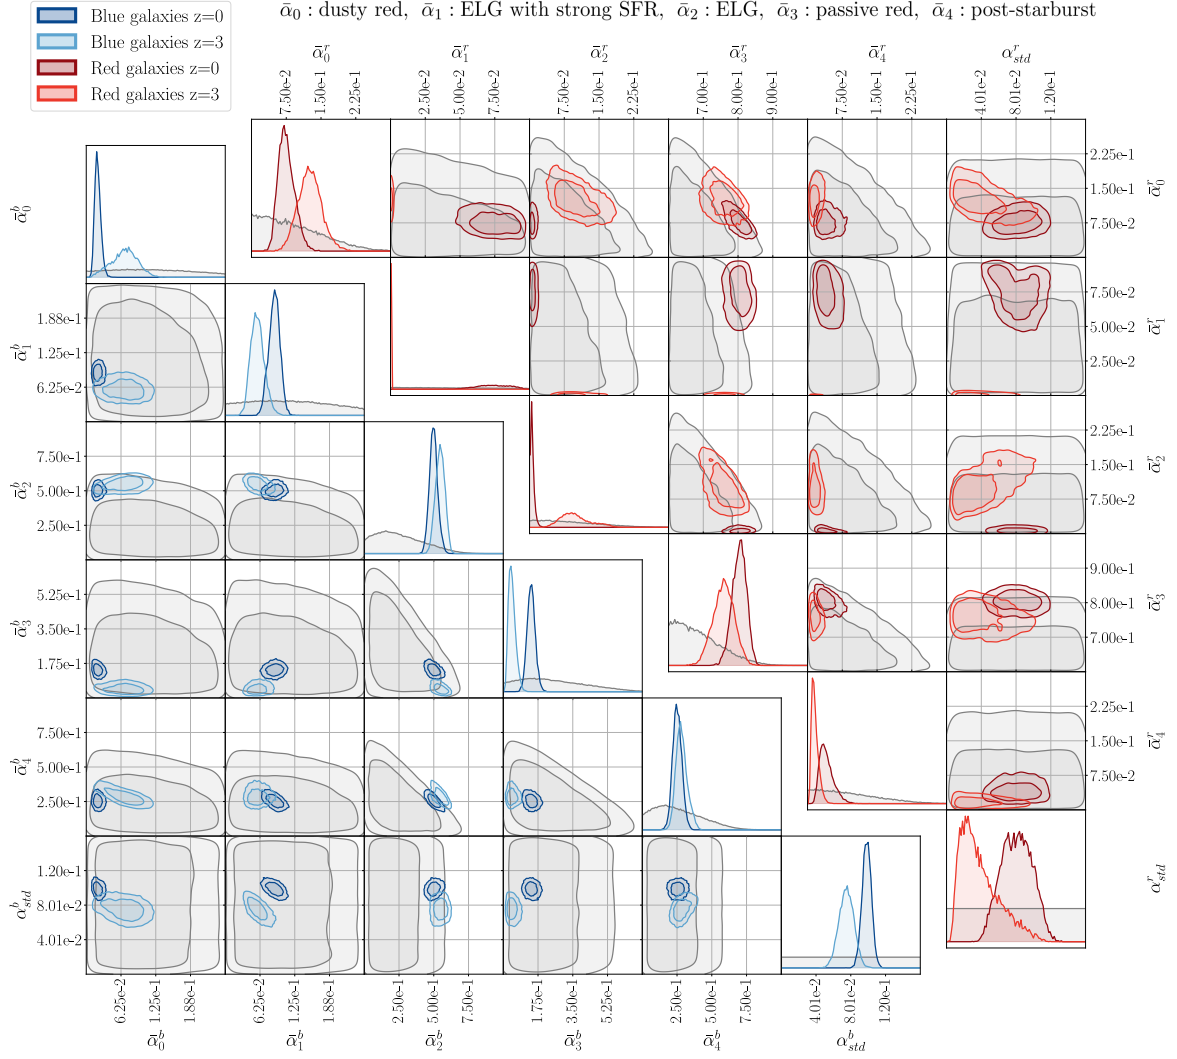 ᾱ₀ : dusty red, ᾱ₁ : ELG with strong SFR, ᾱ₂ : ELG, ᾱ₃ : passive red, ᾱ₄ : post-starburst
Blue galaxies z=0
Blue galaxies z=3
Red galaxies z=0
Red galaxies z=3
ᾱ₀ʳ ᾱ₁ʳ ᾱ₂ʳ ᾱ₃ʳ ᾱ₄ʳ αʳ_std
7.50e-2 1.50e-1 2.25e-1 2.50e-2 5.00e-2 7.50e-2 7.50e-2 1.50e-1 2.25e-1 7.00e-1 8.00e-1 9.00e-1 7.50e-2 1.50e-1 2.25e-1 4.01e-2 8.01e-2 1.20e-1
ᾱ₀ᵇ
2.25e-1
1.50e-1
7.50e-2
ᾱ₀ʳ
ᾱ₁ᵇ
1.88e-1
1.25e-1
6.25e-2
7.50e-2
5.00e-2
2.50e-2
ᾱ₁ʳ
ᾱ₂ᵇ
7.50e-1
5.00e-1
2.50e-1
2.25e-1
1.50e-1
7.50e-2
ᾱ₂ʳ
ᾱ₃ᵇ
5.25e-1
3.50e-1
1.75e-1
9.00e-1
8.00e-1
7.00e-1
ᾱ₃ʳ
ᾱ₄ᵇ
7.50e-1
5.00e-1
2.50e-1
2.25e-1
1.50e-1
7.50e-2
ᾱ₄ʳ
αᵇ_std
1.20e-1
8.01e-2
4.01e-2
αʳ_std
6.25e-2 1.25e-1 1.88e-1 6.25e-2 1.25e-1 1.88e-1 2.50e-1 5.00e-1 7.50e-1 1.75e-1 3.50e-1 5.25e-1 2.50e-1 5.00e-1 7.50e-1 4.01e-2 8.01e-2 1.20e-1
ᾱ₀ᵇ ᾱ₁ᵇ ᾱ₂ᵇ ᾱ₃ᵇ ᾱ₄ᵇ αᵇ_std